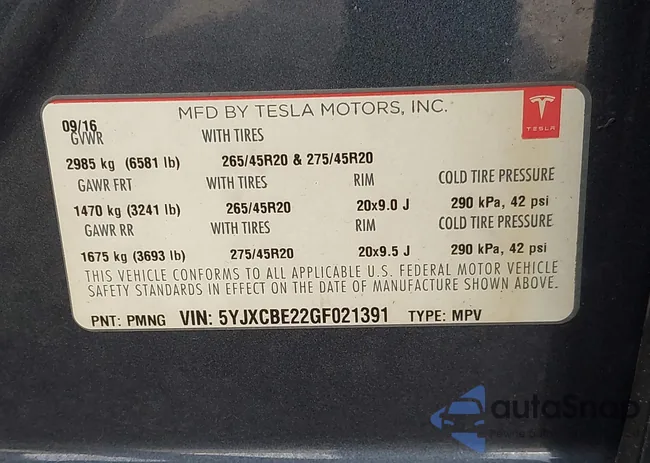 MFD BY TESLA MOTORS, INC.
TESLA
09/16
GVWR WITH TIRES
2985 kg (6581 lb) 265/45R20 & 275/45R20
GAWR FRT WITH TIRES RIM COLD TIRE PRESSURE
1470 kg (3241 lb) 265/45R20 20x9.0 J 290 kPa, 42 psi
GAWR RR WITH TIRES RIM COLD TIRE PRESSURE
1675 kg (3693 lb) 275/45R20 20x9.5 J 290 kPa, 42 psi
THIS VEHICLE CONFORMS TO ALL APPLICABLE U.S. FEDERAL MOTOR VEHICLE
SAFETY STANDARDS IN EFFECT ON THE DATE OF MANUFACTURE SHOWN ABOVE.
PNT: PMNG VIN: 5YJXCBE22GF021391 TYPE: MPV
autoSnap